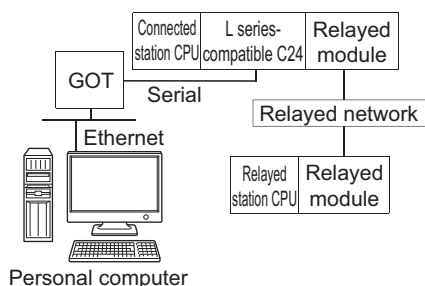 Connected
station CPU
L series-
compatible C24
Relayed
module
GOT
Serial
Relayed network
Ethernet
Relayed
station CPU
Relayed
module
Personal computer